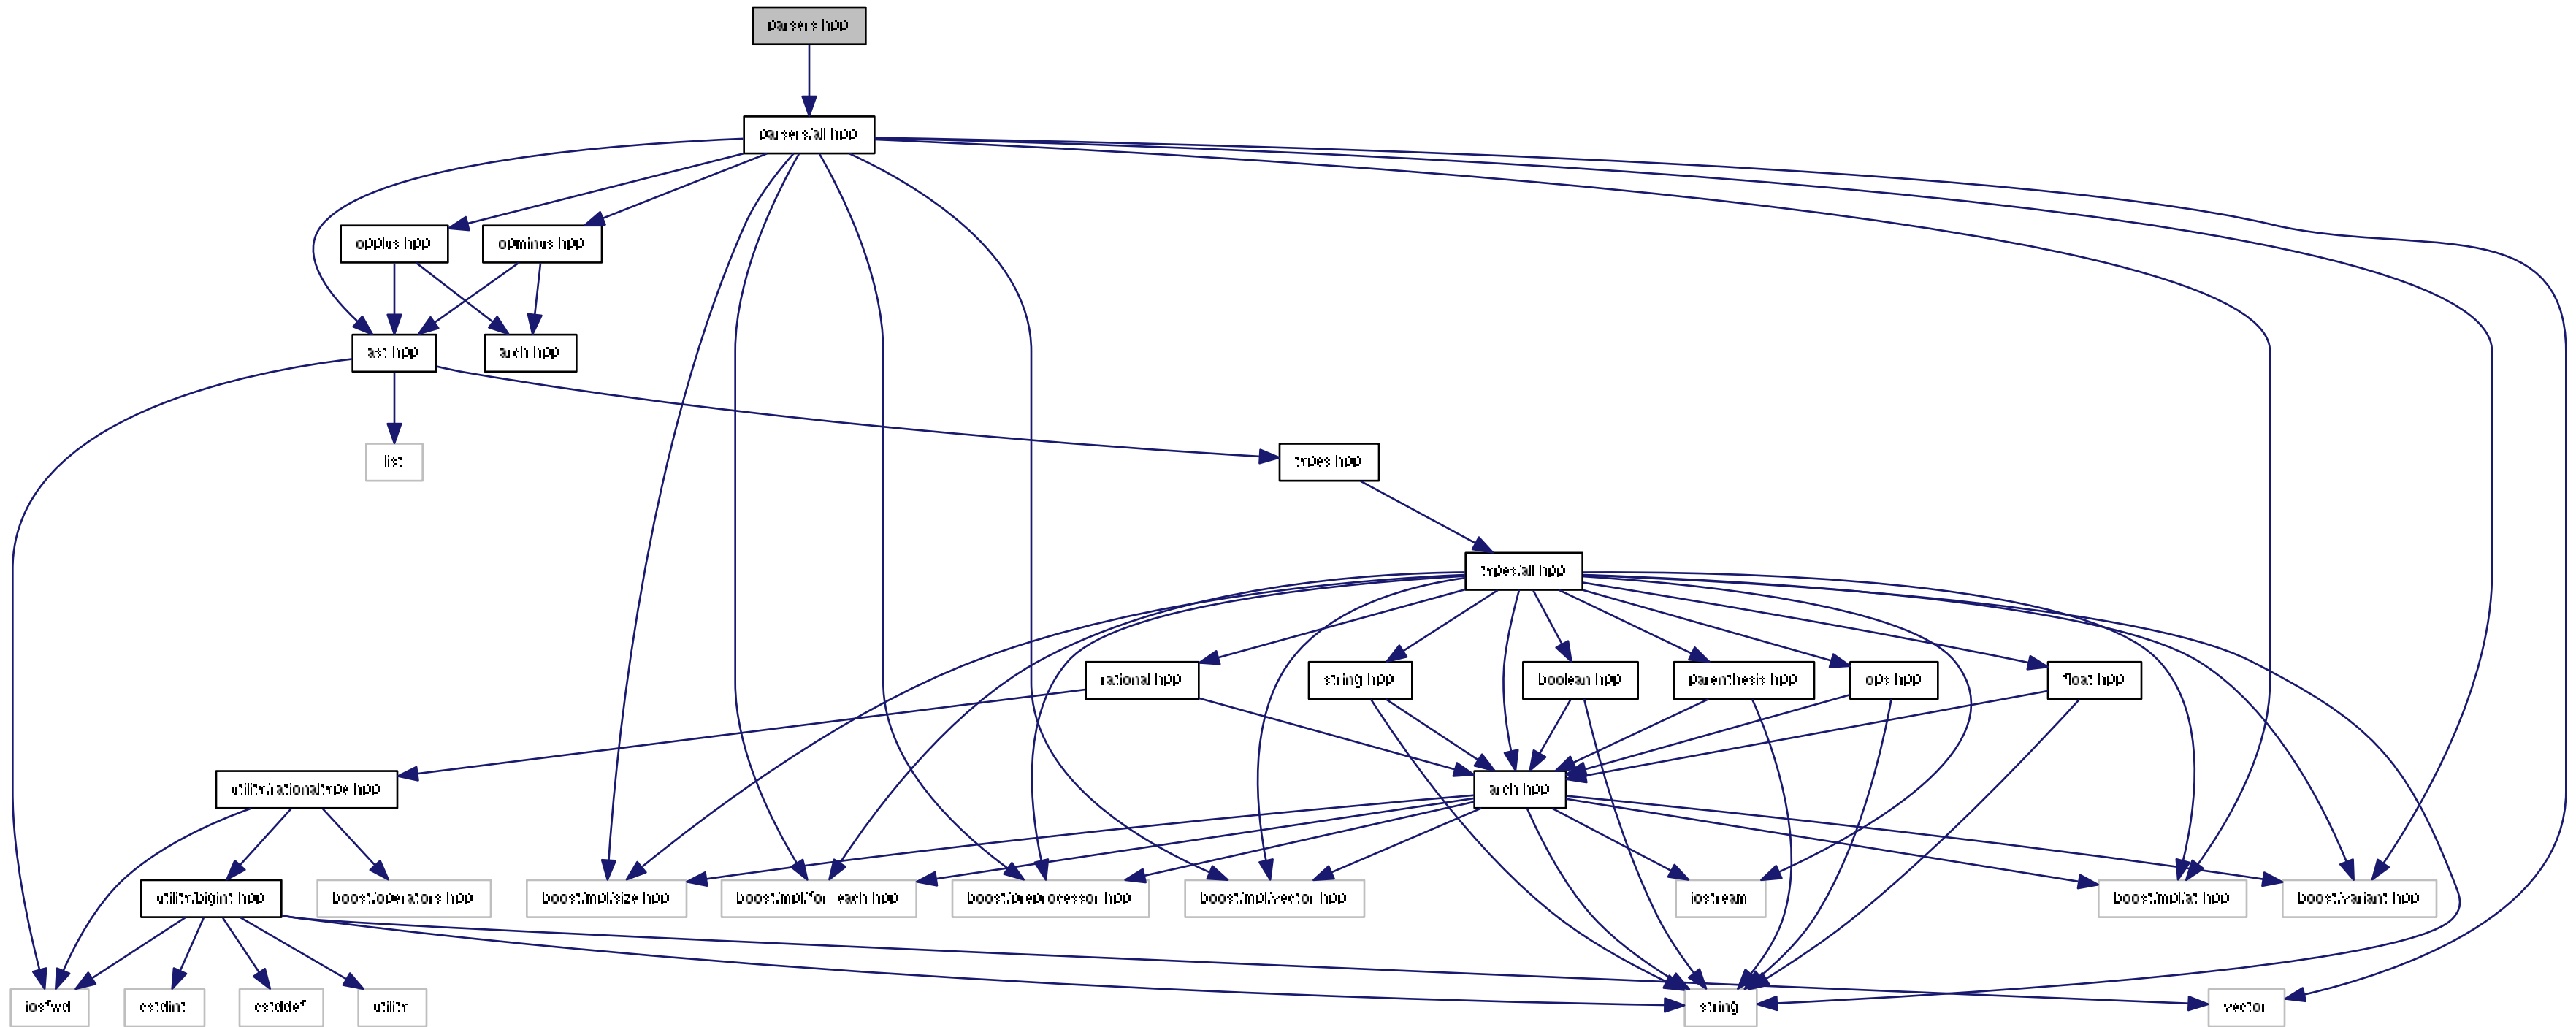 parsers.hpp
parsers/all.hpp
opplus.hpp
opminus.hpp
ast.hpp
arch.hpp
list
types.hpp
types/all.hpp
rational.hpp
string.hpp
boolean.hpp
parenthesis.hpp
ops.hpp
float.hpp
utility/rationaltype.hpp
arch.hpp
utility/bigint.hpp
boost/operators.hpp
boost/mpl/size.hpp
boost/mpl/for_each.hpp
boost/preprocessor.hpp
boost/mpl/vector.hpp
iostream
boost/mpl/at.hpp
boost/variant.hpp
iosfwd
cstdint
cstddef
utility
string
vector